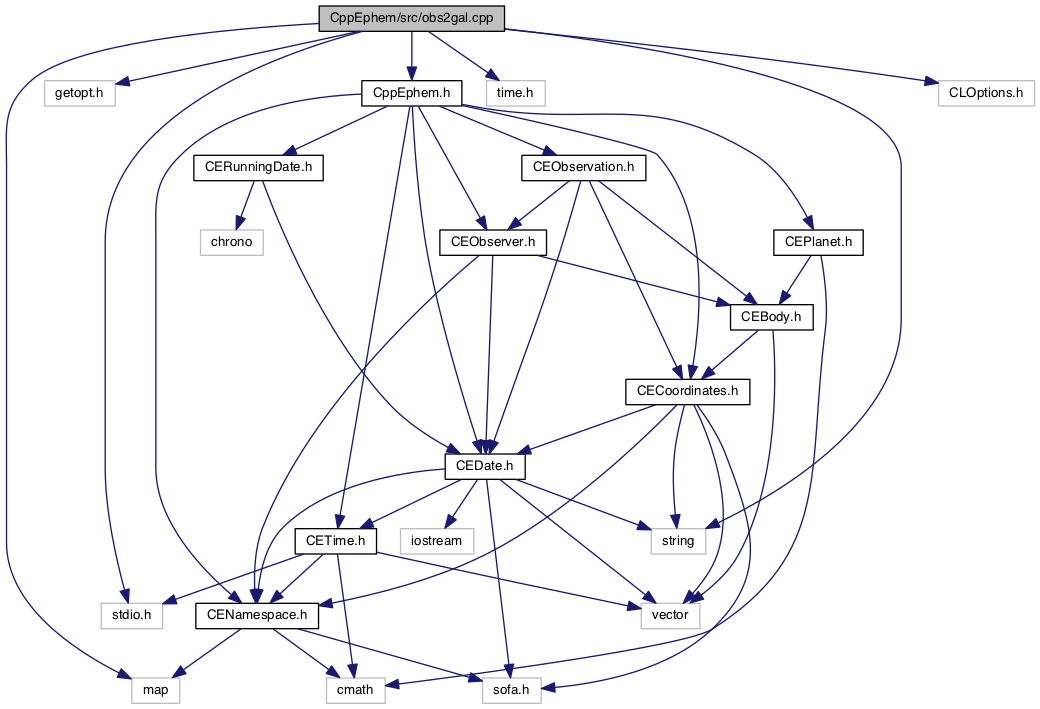 CppEphem/src/obs2gal.cpp
getopt.h
CppEphem.h
time.h
CLOptions.h
CERunningDate.h
CEObservation.h
chrono
CEObserver.h
CEPlanet.h
CEBody.h
CECoordinates.h
CEDate.h
CETime.h
iostream
string
stdio.h
CENamespace.h
vector
map
cmath
sofa.h